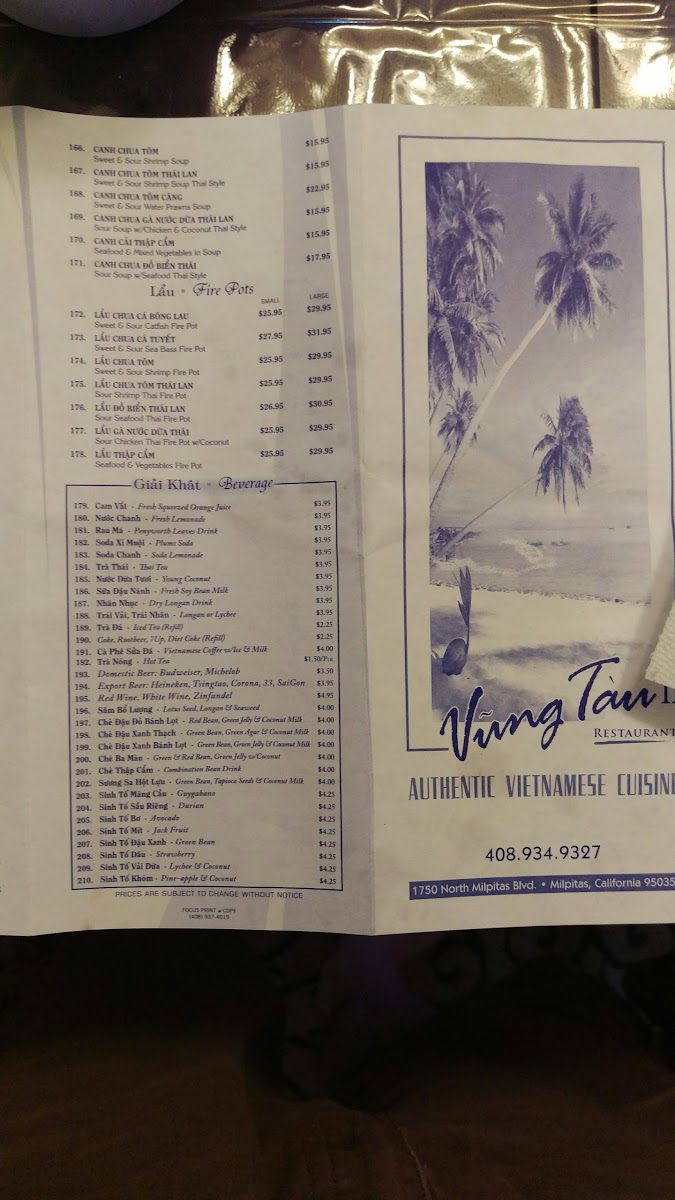 166. CANH CHUA TÔM $15.95
Sweet & Sour Shrimp Soup
167. CANH CHUA TÔM THÁI LAN $15.95
Sweet & Sour Shrimp Soup Thai Style
168. CANH CHUA TÔM CÀNG $22.95
Sweet & Sour Water Prawns Soup
169. CANH CHUA GÀ NƯỚC DỪA THÁI LAN $15.95
Sour Soup w/Chicken & Coconut Thai Style
170. CANH CẢI THẬP CẨM $15.95
Seafood & Mixed Vegetables in Soup
171. CANH CHUA ĐỒ BIỂN THÁI $17.95
Sour Soup w/Seafood Thai Style
Lẩu • Fire Pots
SMALL LARGE
172. LẨU CHUA CÁ BÔNG LAU $25.95 $29.95
Sweet & Sour Catfish Fire Pot
173. LẨU CHUA CÁ TUYẾT $27.95 $31.95
Sweet & Sour Sea Bass Fire Pot
174. LẨU CHUA TÔM $25.95 $29.95
Sweet & Sour Shrimp Fire Pot
175. LẨU CHUA TÔM THÁI LAN $25.95 $29.95
Sour Shrimp Thai Fire Pot
176. LẨU ĐỒ BIỂN THÁI LAN $26.95 $30.95
Sour Seafood Thai Fire Pot
177. LẨU GÀ NƯỚC DỪA THÁI $25.95 $29.95
Sour Chicken Thai Fire Pot w/Coconut
178. LẨU THẬP CẨM $25.95 $29.95
Seafood & Vegetables Fire Pot
Giải Khát • Beverage
179. Cam Vắt - Fresh Squeezed Orange Juice $3.95
180. Nước Chanh - Fresh Lemonade $3.95
181. Rau Má - Penyworth Leaves Drink $3.95
182. Soda Xí Muội - Plums Soda $3.95
183. Soda Chanh - Soda Lemonade $3.95
184. Trà Thái - Thai Tea $3.95
185. Nước Dừa Tươi - Young Coconut $3.95
186. Sữa Đậu Nành - Fresh Soy Bean Milk $3.95
187. Nhãn Nhục - Dry Longan Drink $3.95
188. Trái Vải, Trái Nhãn - Longan or Lychee $3.95
189. Trà Đá - Iced Tea (Refill) $2.25
190. Coke, Rootbeer, 7Up, Diet Coke (Refill) $2.25
191. Cà Phê Sữa Đá - Vietnamese Coffee w/Ice & Milk $4.00
192. Trà Nóng - Hot Tea $1.50/Pot
193. Domestic Beer: Budweiser, Michelob $3.50
194. Export Beer: Heineken, Tsingtao, Corona, 33, SaiGon $3.95
195. Red Wine, White Wine, Zinfandel $4.95
196. Sâm Bổ Lượng - Lotus Seed, Longan & Seaweed $4.00
197. Chè Đậu Đỏ Bánh Lọt - Red Bean, Green Jelly & Coconut Milk $4.00
198. Chè Đậu Xanh Thạch - Green Bean, Green Agar & Coconut Milk $4.00
199. Chè Đậu Xanh Bánh Lọt - Green Bean, Green Jelly & Coconut Milk $4.00
200. Chè Ba Màn - Green & Red Bean, Green Jelly w/Coconut $4.00
201. Chè Thập Cẩm - Combination Bean Drink $4.00
202. Sương Sa Hột Lựu - Green Bean, Tapioca Seeds & Coconut Milk $4.00
203. Sinh Tố Mãng Cầu - Guygabano $4.25
204. Sinh Tố Sầu Riêng - Durian $4.25
205. Sinh Tố Bơ - Avocado $4.25
206. Sinh Tố Mít - Jack Fruit $4.25
207. Sinh Tố Đậu Xanh - Green Bean $4.25
208. Sinh Tố Dâu - Strawberry $4.25
209. Sinh Tố Vải Dừa - Lychee & Coconut $4.25
210. Sinh Tố Khóm - Pine-apple & Coconut $4.25
PRICES ARE SUBJECT TO CHANGE WITHOUT NOTICE
FOCUS PRINT & COPY
(408) 957-4019
Vũng Tàu
RESTAURANT
AUTHENTIC VIETNAMESE CUISINE
408.934.9327
1750 North Milpitas Blvd. • Milpitas, California 95035